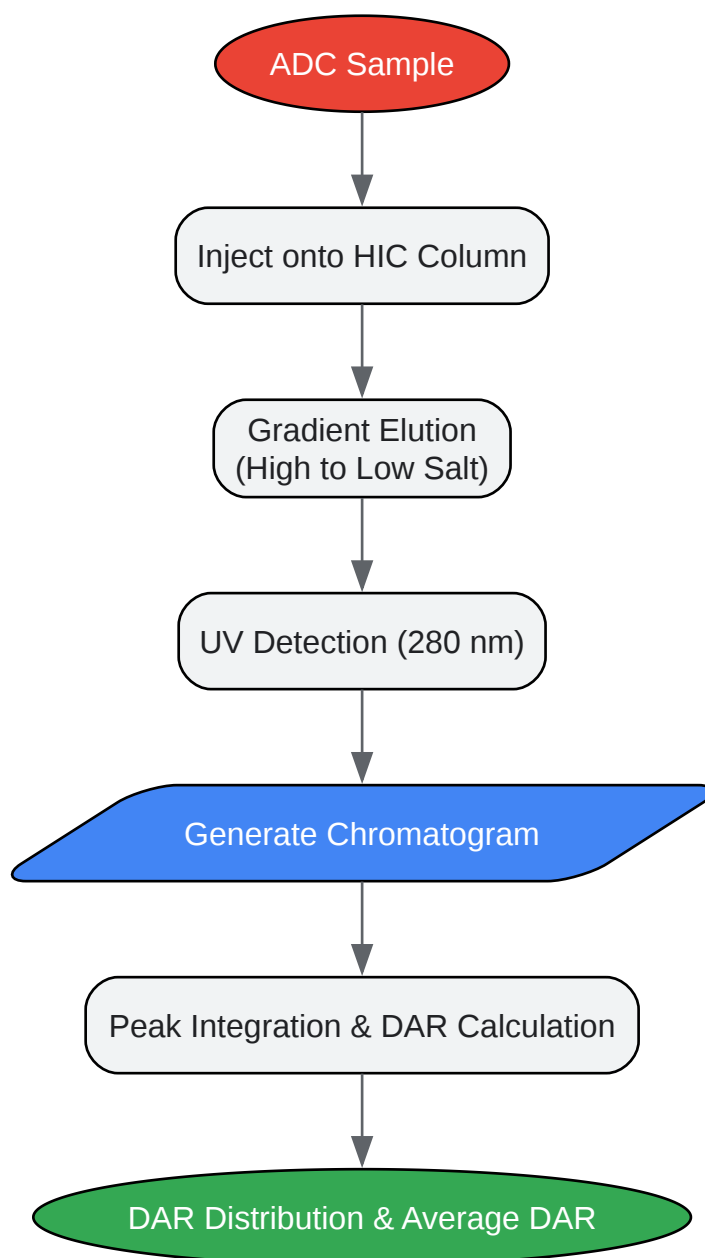 ADC Sample
Inject onto HIC Column
Gradient Elution
(High to Low Salt)
UV Detection (280 nm)
Generate Chromatogram
Peak Integration & DAR Calculation
DAR Distribution & Average DAR